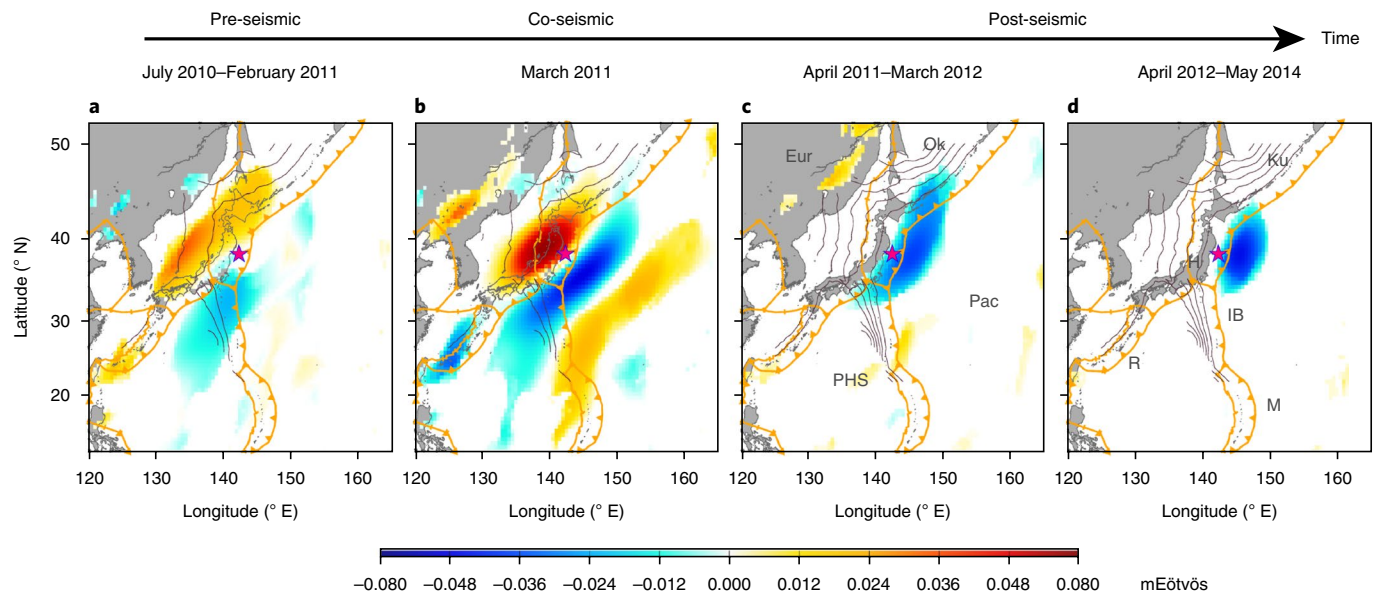 Pre-seismic Co-seismic Post-seismic
Time
July 2010–February 2011 March 2011 April 2011–March 2012 April 2012–May 2014
a b c d
50 Eur Ok Ku
40
H
Latitude (° N)
30 Pac IB
R
20 PHS M
120 130 140 150 160 120 130 140 150 160 120 130 140 150 160 120 130 140 150 160
Longitude (° E) Longitude (° E) Longitude (° E) Longitude (° E)
–0.080 –0.048 –0.036 –0.024 –0.012 0.000 0.012 0.024 0.036 0.048 0.080 mEötvös